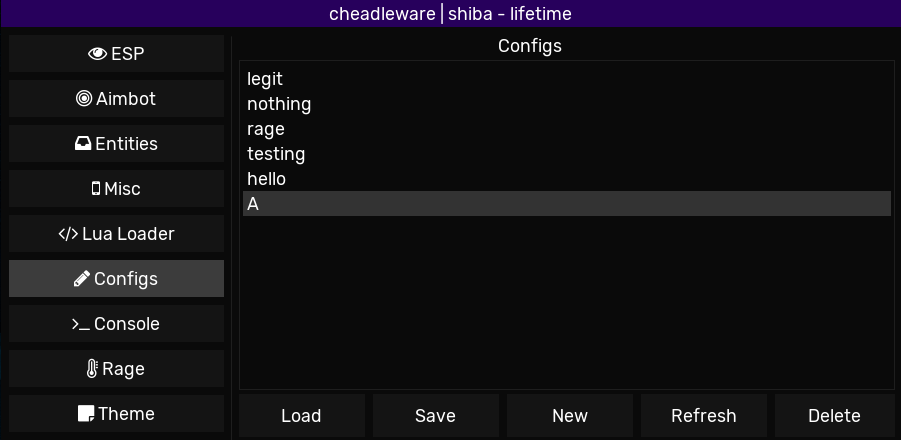 cheadleware | shiba - lifetime
ESP
Aimbot
Entities
Misc
Lua Loader
Configs
Console
Rage
Theme
Configs
legit
nothing
rage
testing
hello
A
Load Save New Refresh Delete